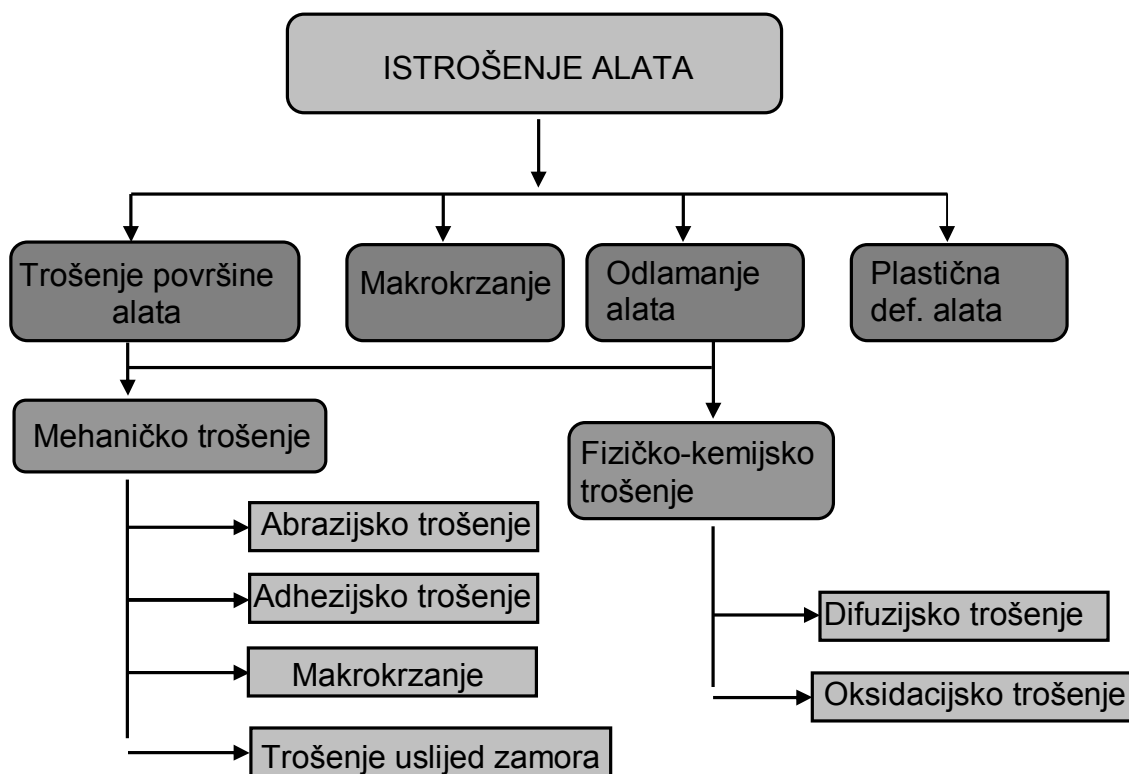 ISTROŠENJE ALATA
Trošenje površine
alata
Makrokrzanje
Odlamanje
alata
Plastična
def. alata
Mehaničko trošenje
Fizičko-kemijsko
trošenje
Abrazijsko trošenje
Adhezijsko trošenje
Makrokrzanje
Trošenje uslijed zamora
Difuzijsko trošenje
Oksidacijsko trošenje